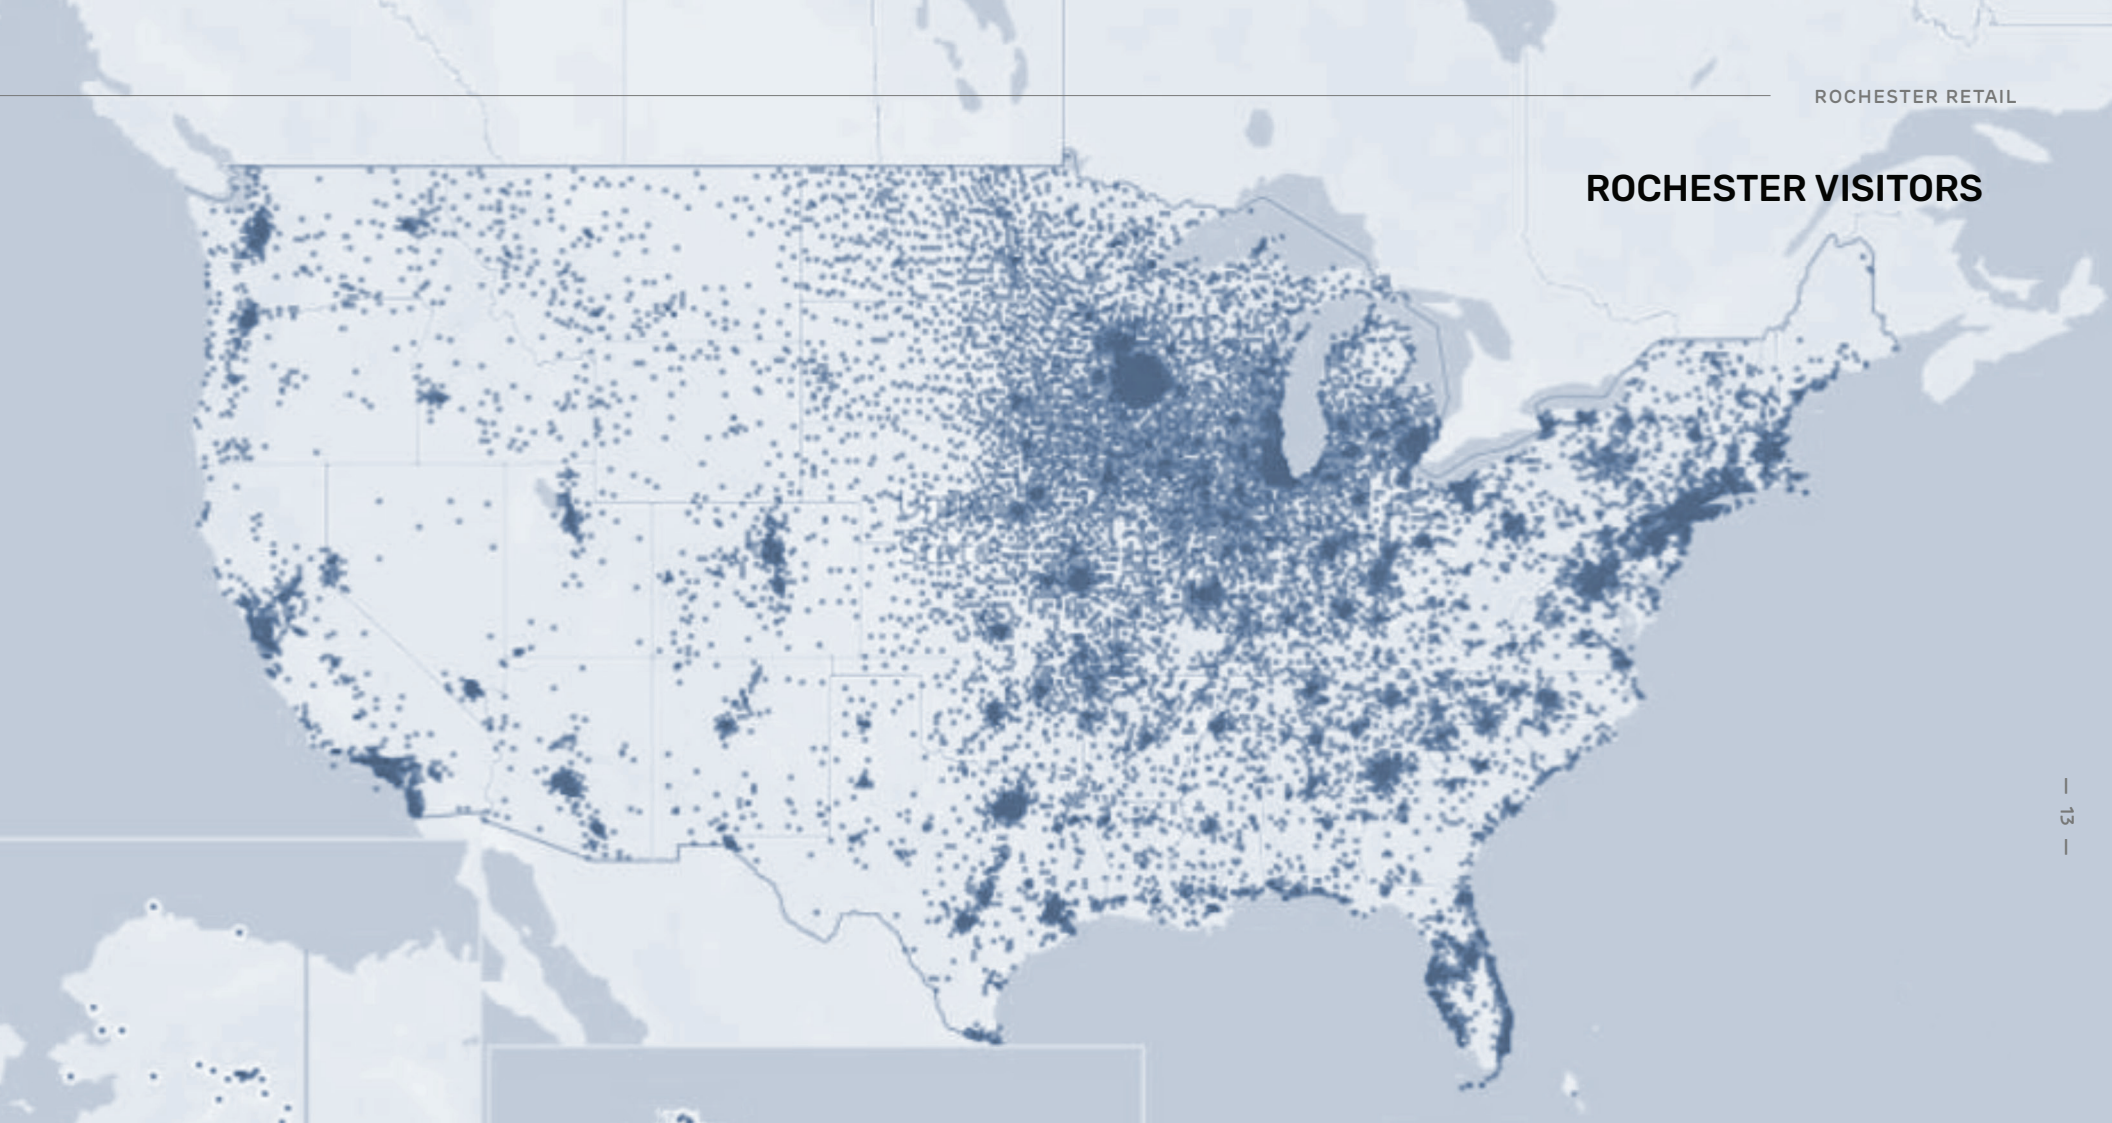 ROCHESTER RETAIL
ROCHESTER VISITORS
— 13 —